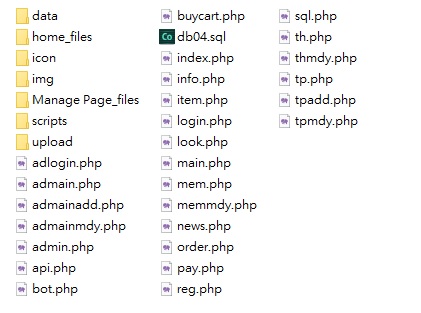 data
home_files
icon
img
Manage Page_files
scripts
upload
adlogin.php
admain.php
admainadd.php
admainmdy.php
admin.php
api.php
bot.php
buycart.php
db04.sql
index.php
info.php
item.php
login.php
look.php
main.php
mem.php
memmdy.php
news.php
order.php
pay.php
reg.php
sql.php
th.php
thmdy.php
tp.php
tpadd.php
tpmdy.php